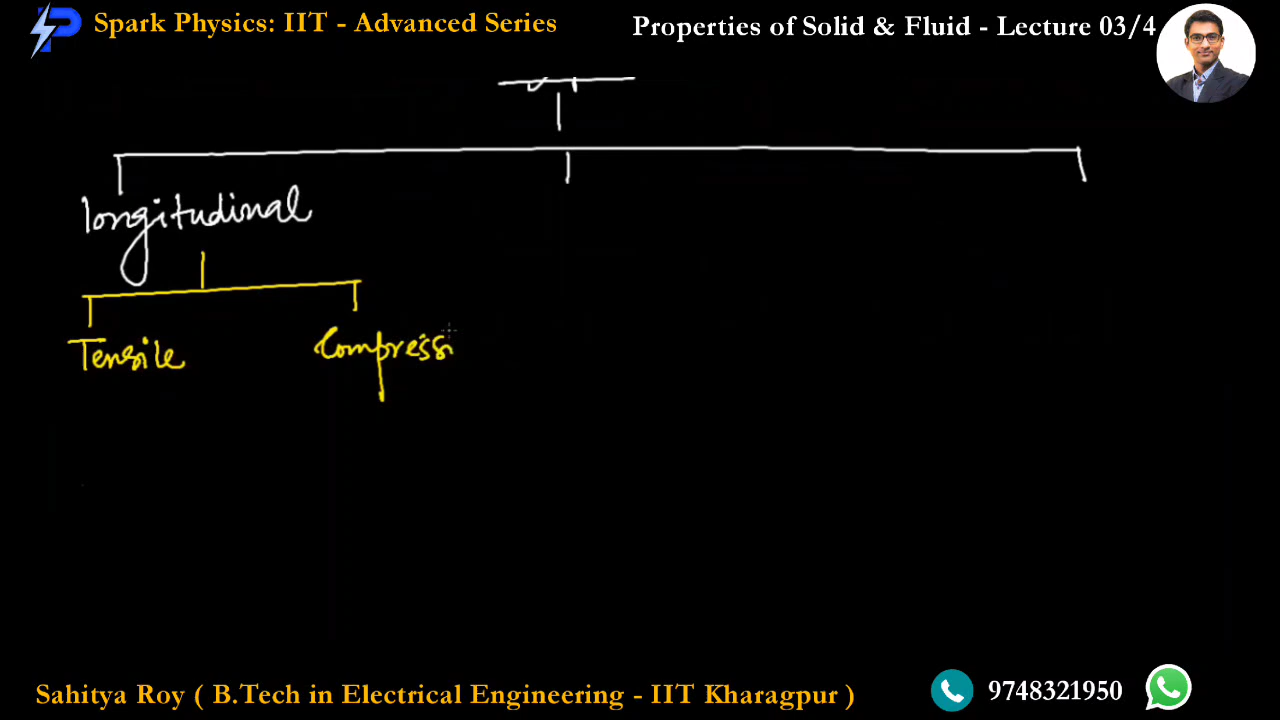 Spark Physics: IIT - Advanced Series
Properties of Solid & Fluid - Lecture 03/4
longitudinal
Tensile
Compressi
Sahitya Roy ( B.Tech in Electrical Engineering - IIT Kharagpur )
9748321950